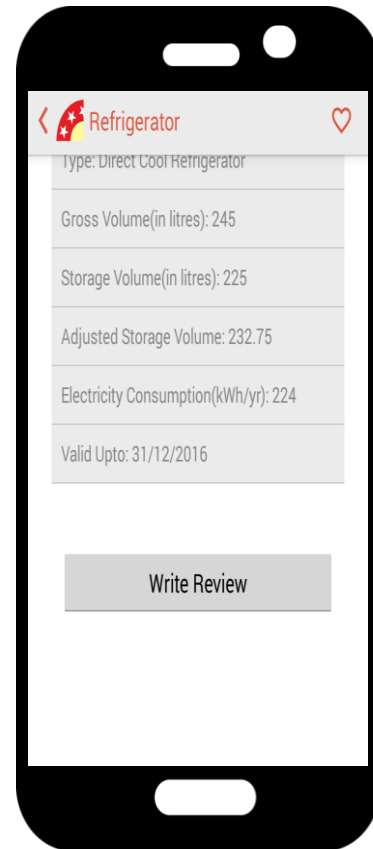 Refrigerator
Type: Direct Cool Refrigerator
Gross Volume(in litres): 245
Storage Volume(in litres): 225
Adjusted Storage Volume: 232.75
Electricity Consumption(kWh/yr): 224
Valid Upto: 31/12/2016
Write Review